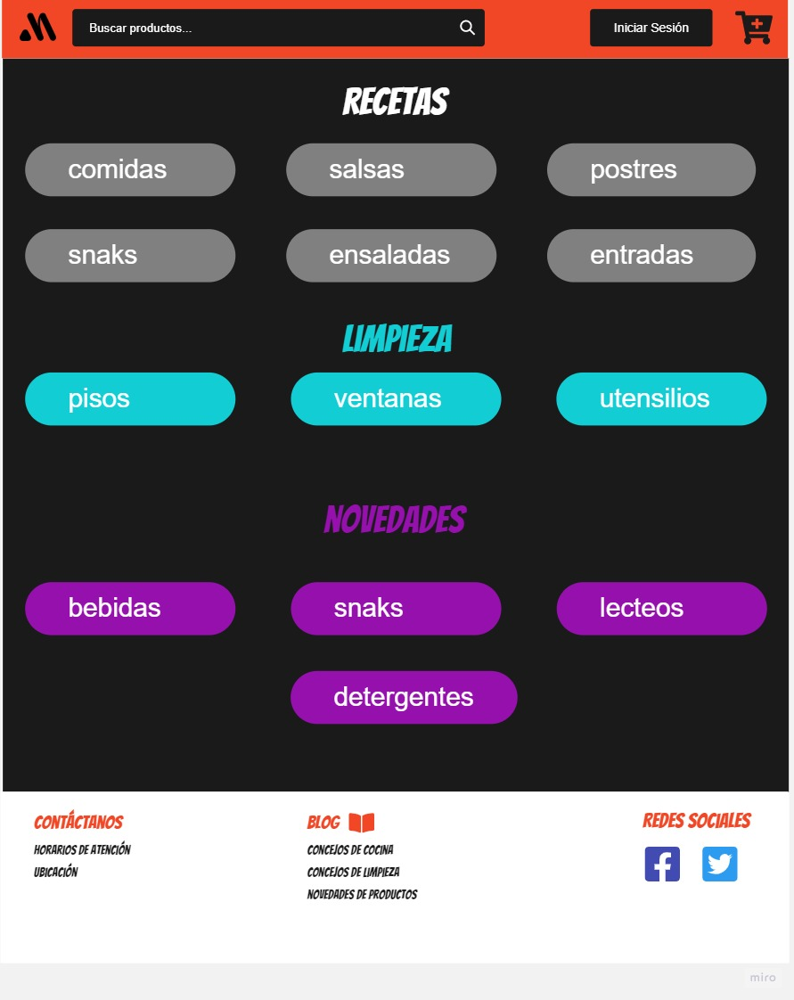 Buscar productos...
Iniciar Sesión
RECETAS
comidas
salsas
postres
snaks
ensaladas
entradas
LIMPIEZA
pisos
ventanas
utensilios
NOVEDADES
bebidas
snaks
lecteos
detergentes
CONTÁCTANOS
HORARIOS DE ATENCIÓN
UBICACIÓN
BLOG
CONCEJOS DE COCINA
CONCEJOS DE LIMPIEZA
NOVEDADES DE PRODUCTOS
REDES SOCIALES
miro